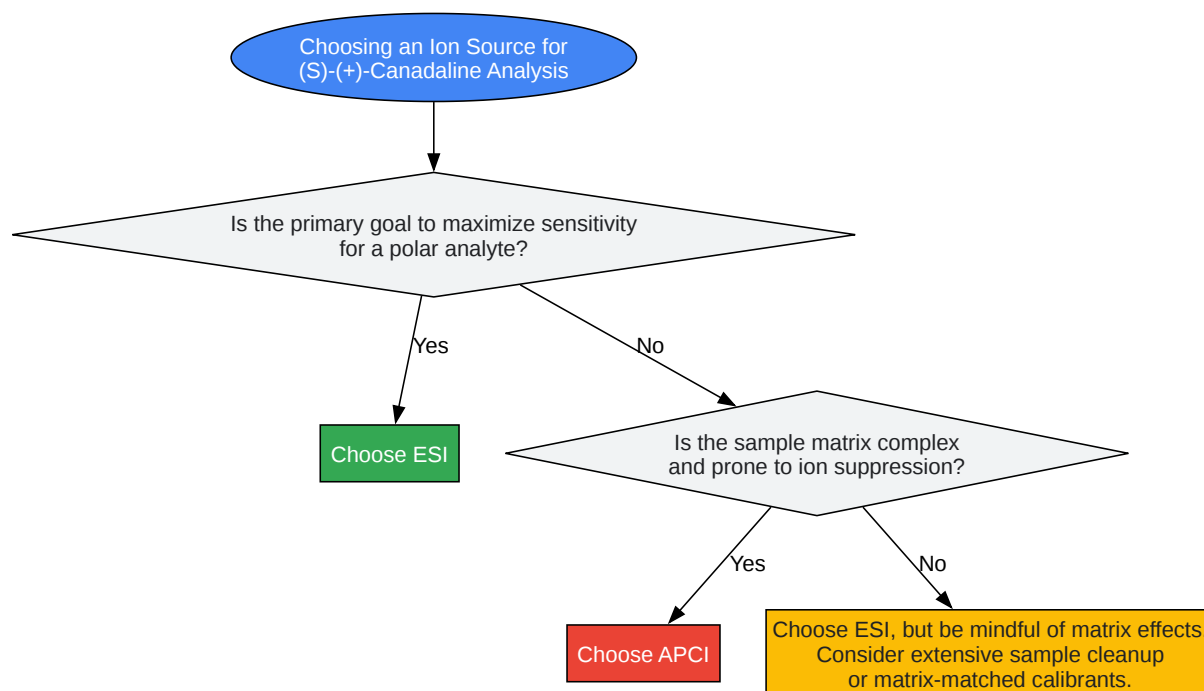 Choosing an Ion Source for
(S)-(+)-Canadaline Analysis
Is the primary goal to maximize sensitivity
for a polar analyte?
Yes
No
Choose ESI
Is the sample matrix complex
and prone to ion suppression?
Yes
No
Choose APCI
Choose ESI, but be mindful of matrix effects
Consider extensive sample cleanup
or matrix-matched calibrants.